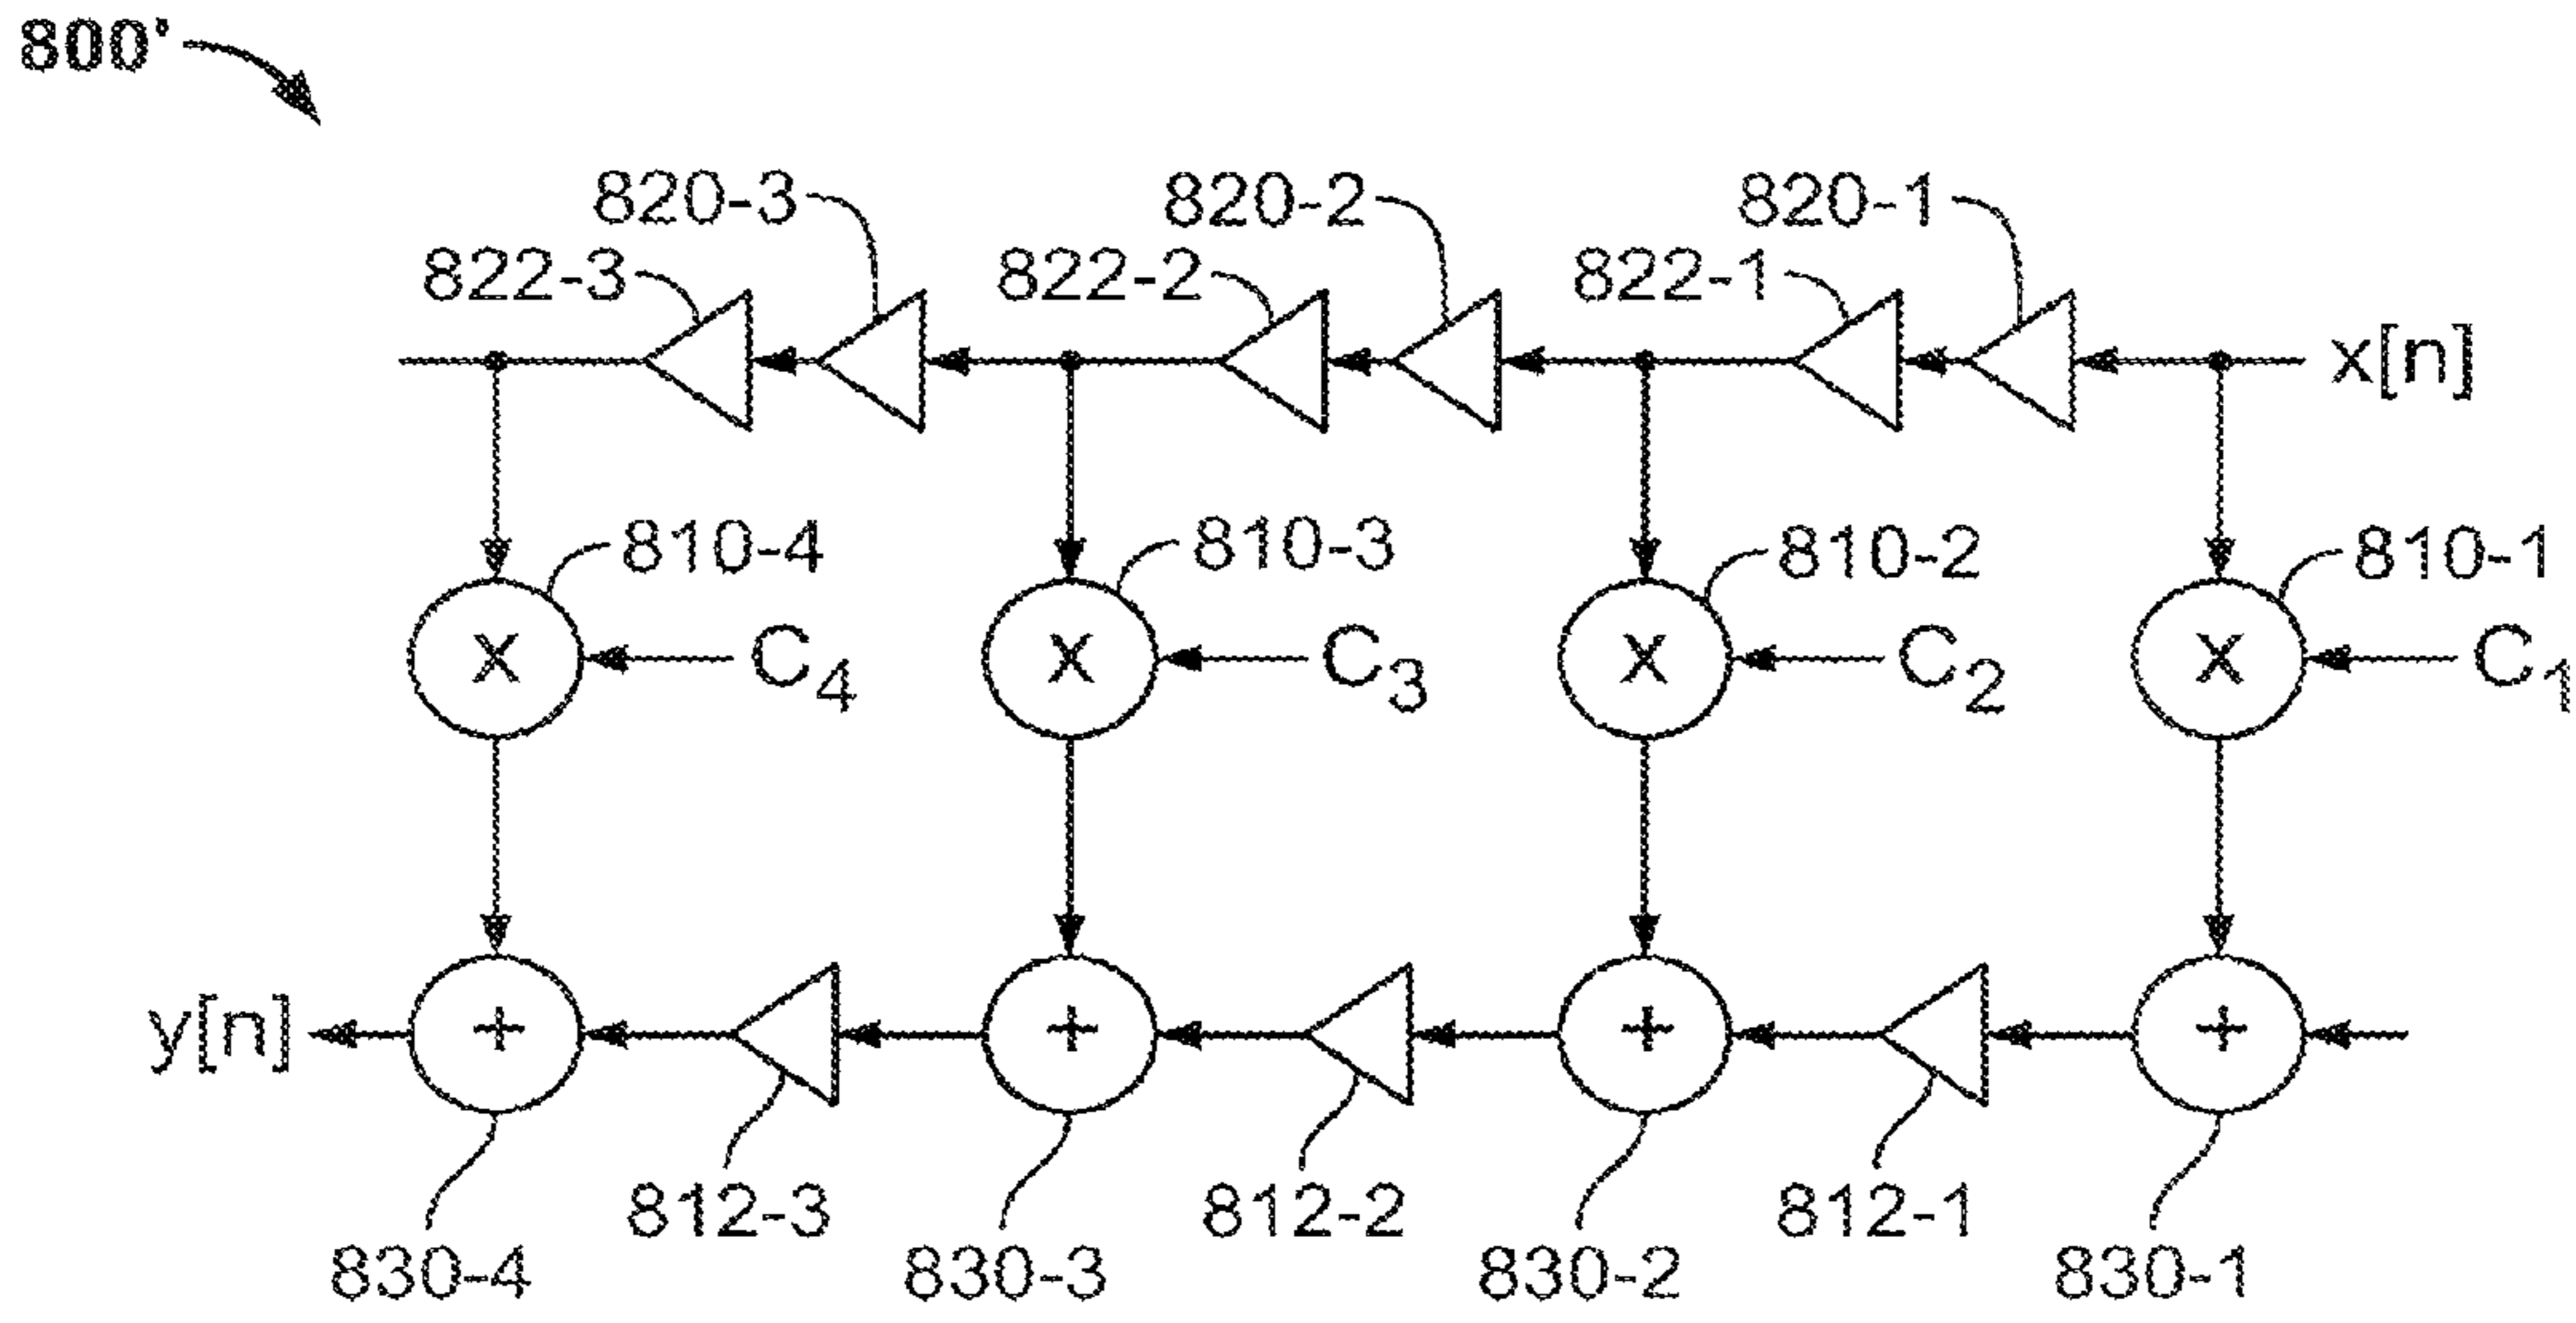 800'
820-3 820-2 820-1
822-3 822-2 822-1
x[n]
810-4 810-3 810-2 810-1
X C4 X C3 X C2 X C1
y[n] + + + +
812-3 812-2 812-1
830-4 830-3 830-2 830-1